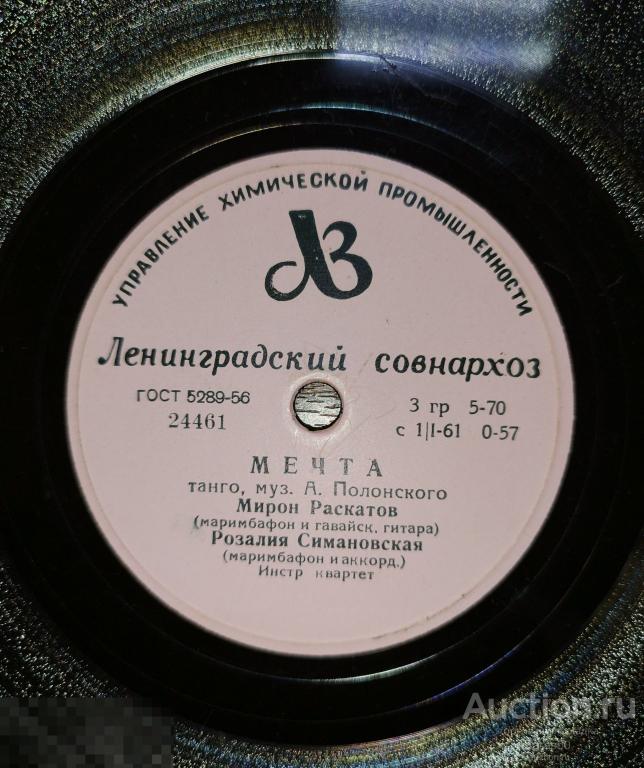 УПРАВЛЕНИЕ ХИМИЧЕСКОЙ ПРОМЫШЛЕННОСТИ
ЛЗ
Ленинградский совнархоз
ГОСТ 5289-56
24461
3 гр 5-70
с 1|I-61 0-57
МЕЧТА
танго, муз. А. Полонского
Мирон Раскатов
(маримбафон и гавайск. гитара)
Розалия Симановская
(маримбафон и аккорд.)
Инстр квартет
Auction.ru